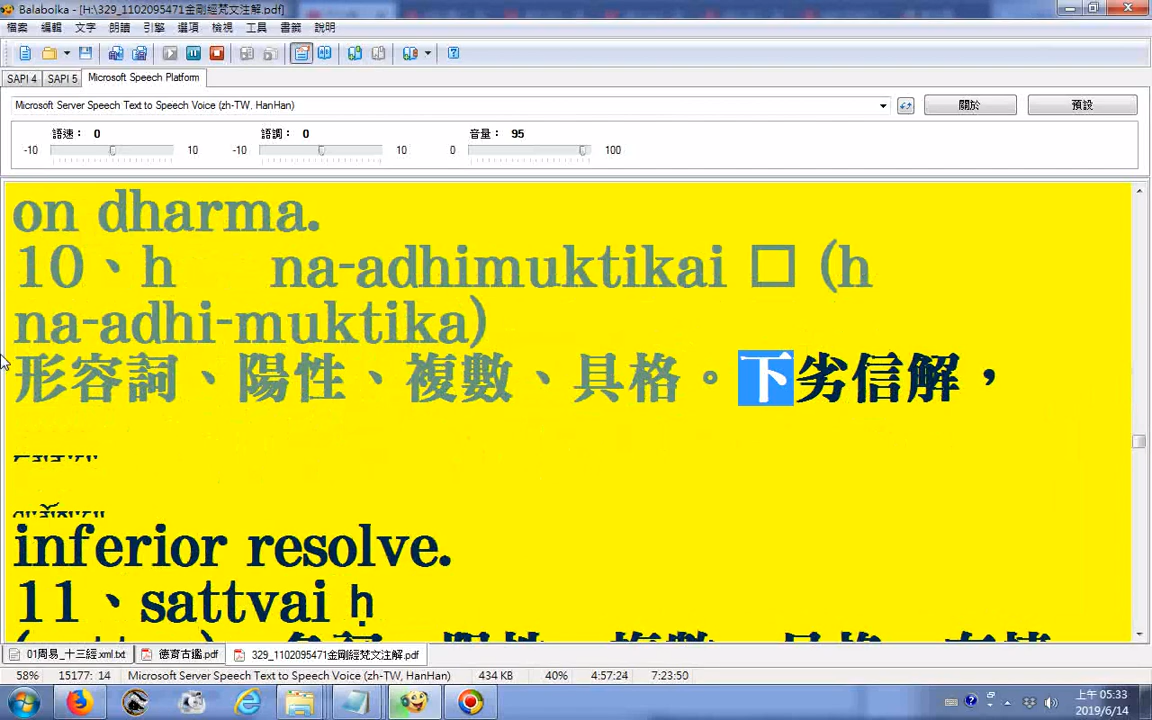 Balabolka - [H:\329_1102095471金剛經梵文注解.pdf]
檔案 編輯 文字 朗讀 引擎 選項 檢視 工具 書籤 說明
SAPI 4 SAPI 5 Microsoft Speech Platform
Microsoft Server Speech Text to Speech Voice (zh-TW, HanHan) 關於 預設
語速： 0 語調： 0 音量： 95
-10 10 -10 10 0 100
on dharma.
10、h na-adhimuktikai □ (h
na-adhi-muktika)
形容詞、陽性、複數、具格。下劣信解，
inferior resolve.
11、sattvai ḥ
01周易_十三經.xml.txt 德育古鑑.pdf 329_1102095471金剛經梵文注解.pdf
58% 15177: 14 Microsoft Server Speech Text to Speech Voice (zh-TW, HanHan) 434 KB 40% 4:57:24 7:23:50
上午 05:33
2019/6/14